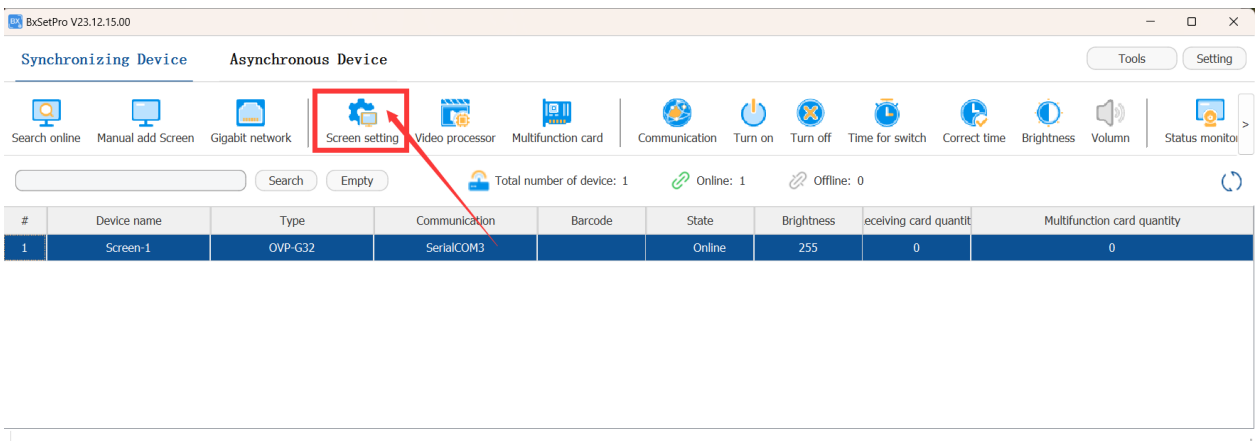 BX BxSetPro V23.12.15.00
Synchronizing Device Asynchronous Device Tools Setting
Search online Manual add Screen Gigabit network Screen setting Video processor Multifunction card Communication Turn on Turn off Time for switch Correct time Brightness Volumn Status monitor >
Search Empty Total number of device: 1 Online: 1 Offline: 0
# Device name Type Communication Barcode State Brightness eceiving card quantit Multifunction card quantity
1 Screen-1 OVP-G32 SerialCOM3 Online 255 0 0